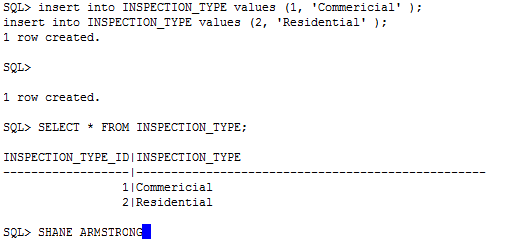 SQL> insert into INSPECTION_TYPE values (1, 'Commericial' );
insert into INSPECTION_TYPE values (2, 'Residential' );
1 row created.
SQL>
1 row created.
SQL> SELECT * FROM INSPECTION_TYPE;
INSPECTION_TYPE_ID|INSPECTION_TYPE
------------------|--------------------------------------------------
1|Commericial
2|Residential
SQL> SHANE ARMSTRONG